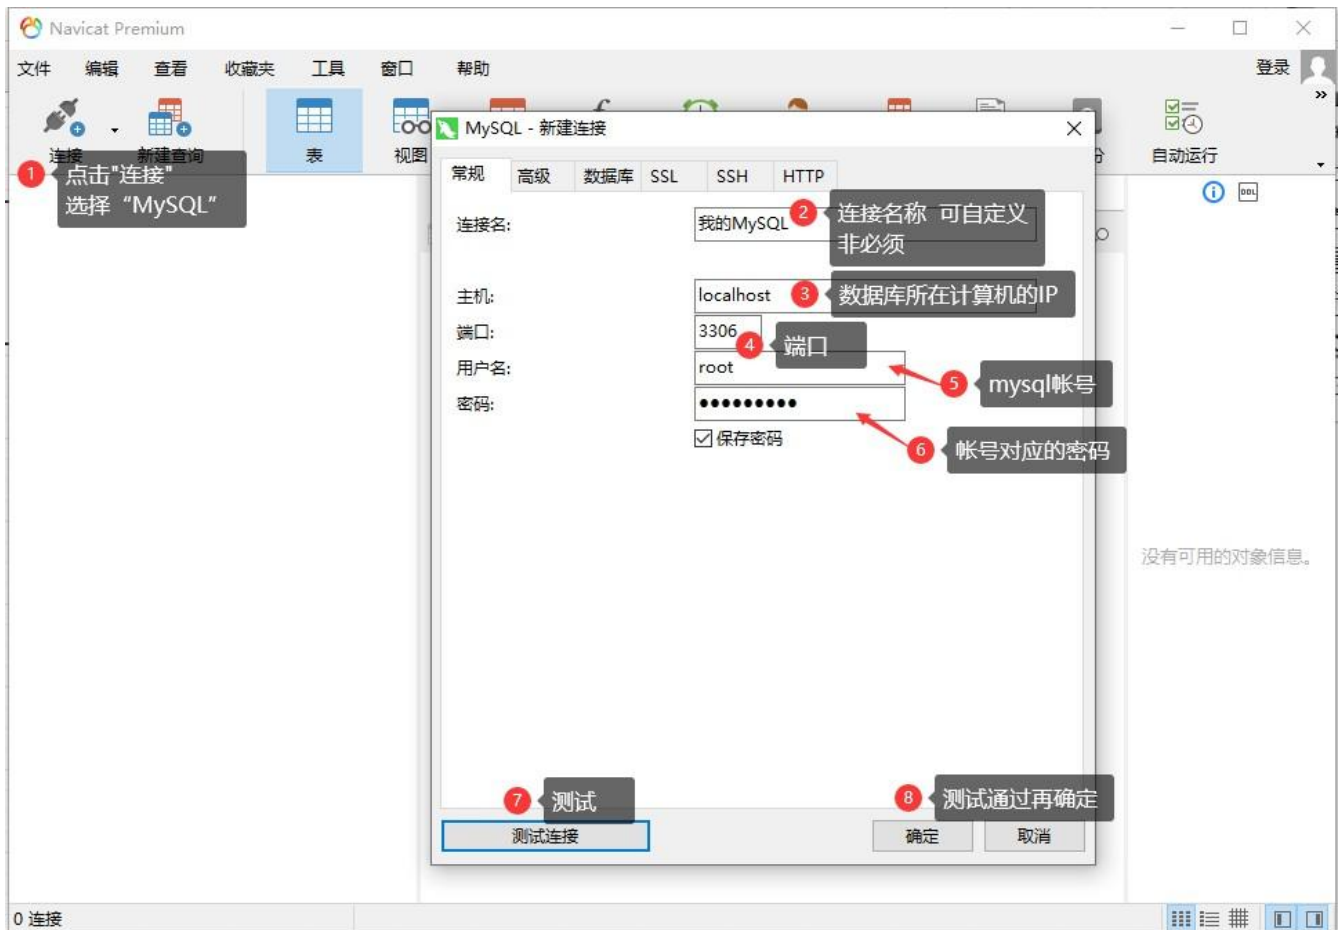 Navicat Premium
文件 编辑 查看 收藏夹 工具 窗口 帮助 登录
连接 新建查询 表 视图 自动运行
1 点击"连接"
选择“MySQL”
MySQL - 新建连接
常规 高级 数据库 SSL SSH HTTP
连接名: 我的MySQL
2 连接名称 可自定义
非必须
主机: localhost 3 数据库所在计算机的IP
端口: 3306 4 端口
用户名: root 5 mysql帐号
密码: ●●●●●●●●●
保存密码 6 帐号对应的密码
没有可用的对象信息。
7 测试 8 测试通过再确定
测试连接 确定 取消
0 连接